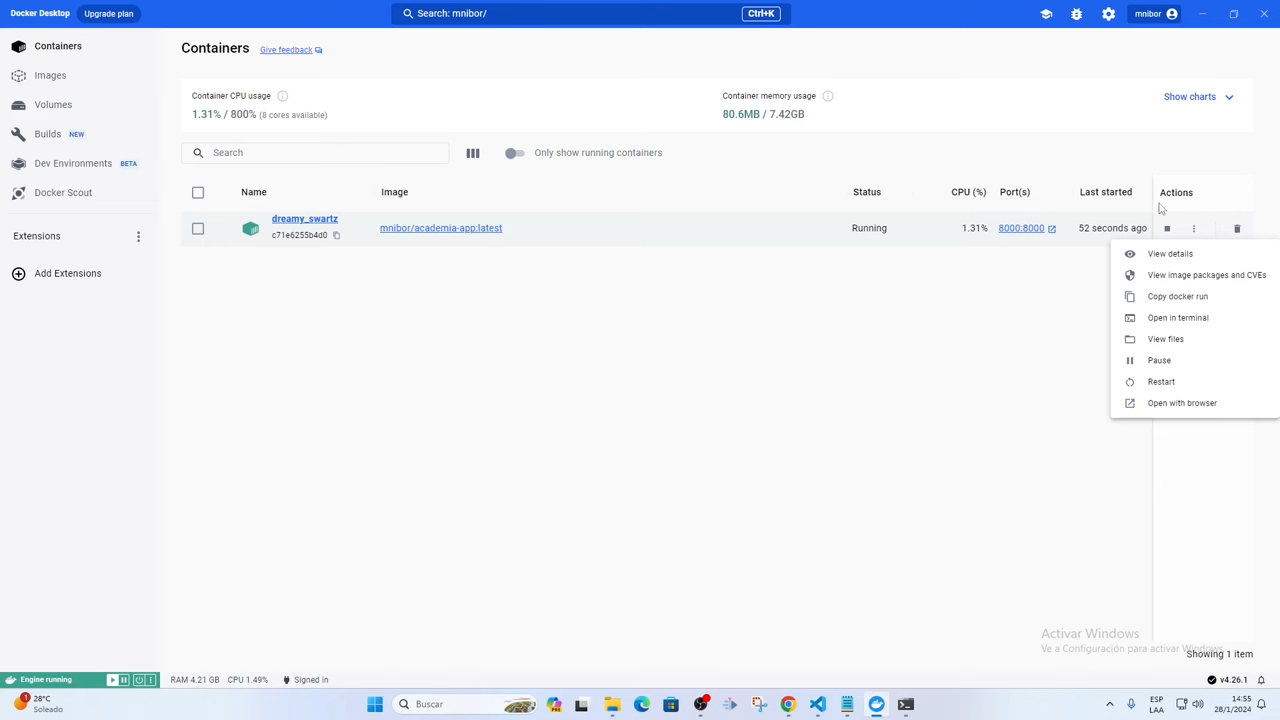 Docker Desktop Upgrade plan Search: mnibor/ Ctrl+K mnibor
Containers
Images
Volumes
Builds NEW
Dev Environments BETA
Docker Scout
Extensions
Add Extensions
Containers Give feedback
Container CPU usage
1.31% / 800% (8 cores available)
Container memory usage
80.6MB / 7.42GB
Show charts
Search
Only show running containers
Name Image Status CPU (%) Port(s) Last started Actions
dreamy_swartz
c71e6255b4d0
mnibor/academia-app:latest Running 1.31% 8000:8000 52 seconds ago
View details
View image packages and CVEs
Copy docker run
Open in terminal
View files
Pause
Restart
Open with browser
Activar Windows
Ve a Configuración para activar Windows.
Showing 1 item
Engine running RAM 4.21 GB CPU 1.49% Signed in v4.26.1
1
28°C
Soleado
Buscar
PRE
ESP
LAA
14:55
28/1/2024